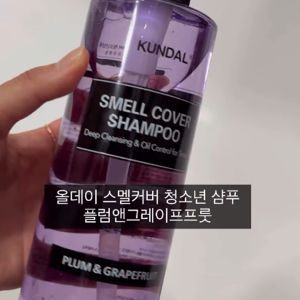 KUNDAL
SMELL COVER
SHAMPOO
Deep Cleansing & Oil Control for
올데이 스멜커버 청소년 샴푸
플럼앤그레이프프룻
PLUM & GRAPEFRUIT